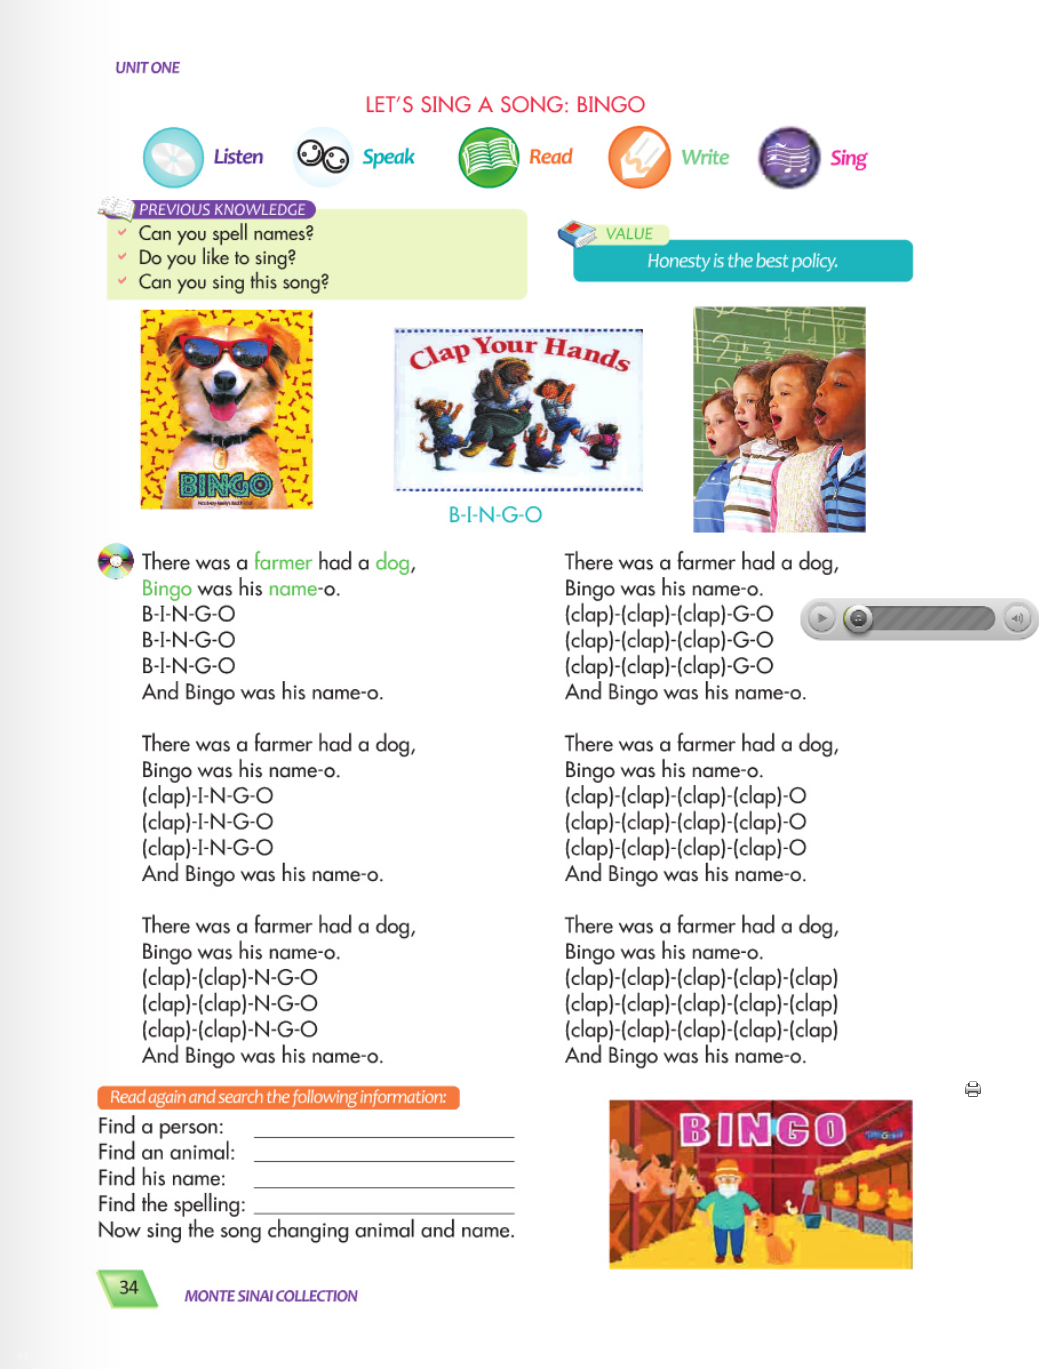 UNIT ONE
LET'S SING A SONG: BINGO
Listen
Speak
Read
Write
Sing
PREVIOUS KNOWLEDGE
Can you spell names?
Do you like to sing?
Can you sing this song?
VALUE
Honesty is the best policy.
BINGO
Clap Your Hands
B-I-N-G-O
There was a farmer had a dog,
Bingo was his name-o.
B-I-N-G-O
B-I-N-G-O
B-I-N-G-O
And Bingo was his name-o.
There was a farmer had a dog,
Bingo was his name-o.
(clap)-I-N-G-O
(clap)-I-N-G-O
(clap)-I-N-G-O
And Bingo was his name-o.
There was a farmer had a dog,
Bingo was his name-o.
(clap)-(clap)-N-G-O
(clap)-(clap)-N-G-O
(clap)-(clap)-N-G-O
And Bingo was his name-o.
There was a farmer had a dog,
Bingo was his name-o.
(clap)-(clap)-(clap)-G-O
(clap)-(clap)-(clap)-G-O
(clap)-(clap)-(clap)-G-O
And Bingo was his name-o.
There was a farmer had a dog,
Bingo was his name-o.
(clap)-(clap)-(clap)-(clap)-O
(clap)-(clap)-(clap)-(clap)-O
(clap)-(clap)-(clap)-(clap)-O
And Bingo was his name-o.
There was a farmer had a dog,
Bingo was his name-o.
(clap)-(clap)-(clap)-(clap)-(clap)
(clap)-(clap)-(clap)-(clap)-(clap)
(clap)-(clap)-(clap)-(clap)-(clap)
And Bingo was his name-o.
Read again and search the following information:
Find a person:
Find an animal:
Find his name:
Find the spelling:
Now sing the song changing animal and name.
BINGO
34
MONTE SINAI COLLECTION